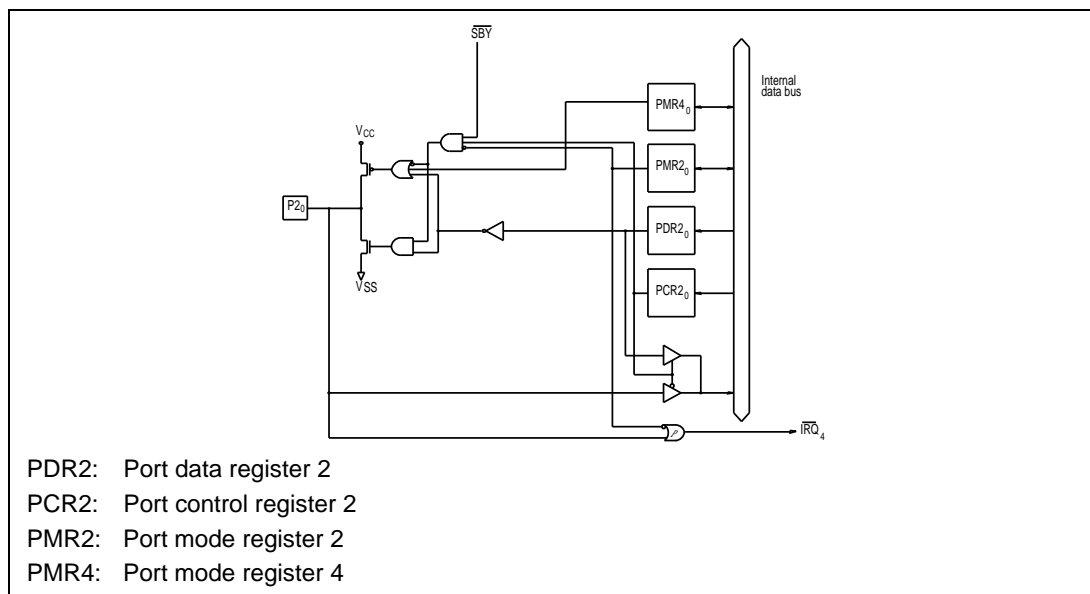 SBY
Internal
data bus
PMR4₀
VCC
PMR2₀
P2₀
PDR2₀
PCR2₀
VSS
IRQ₄
PDR2: Port data register 2
PCR2: Port control register 2
PMR2: Port mode register 2
PMR4: Port mode register 4